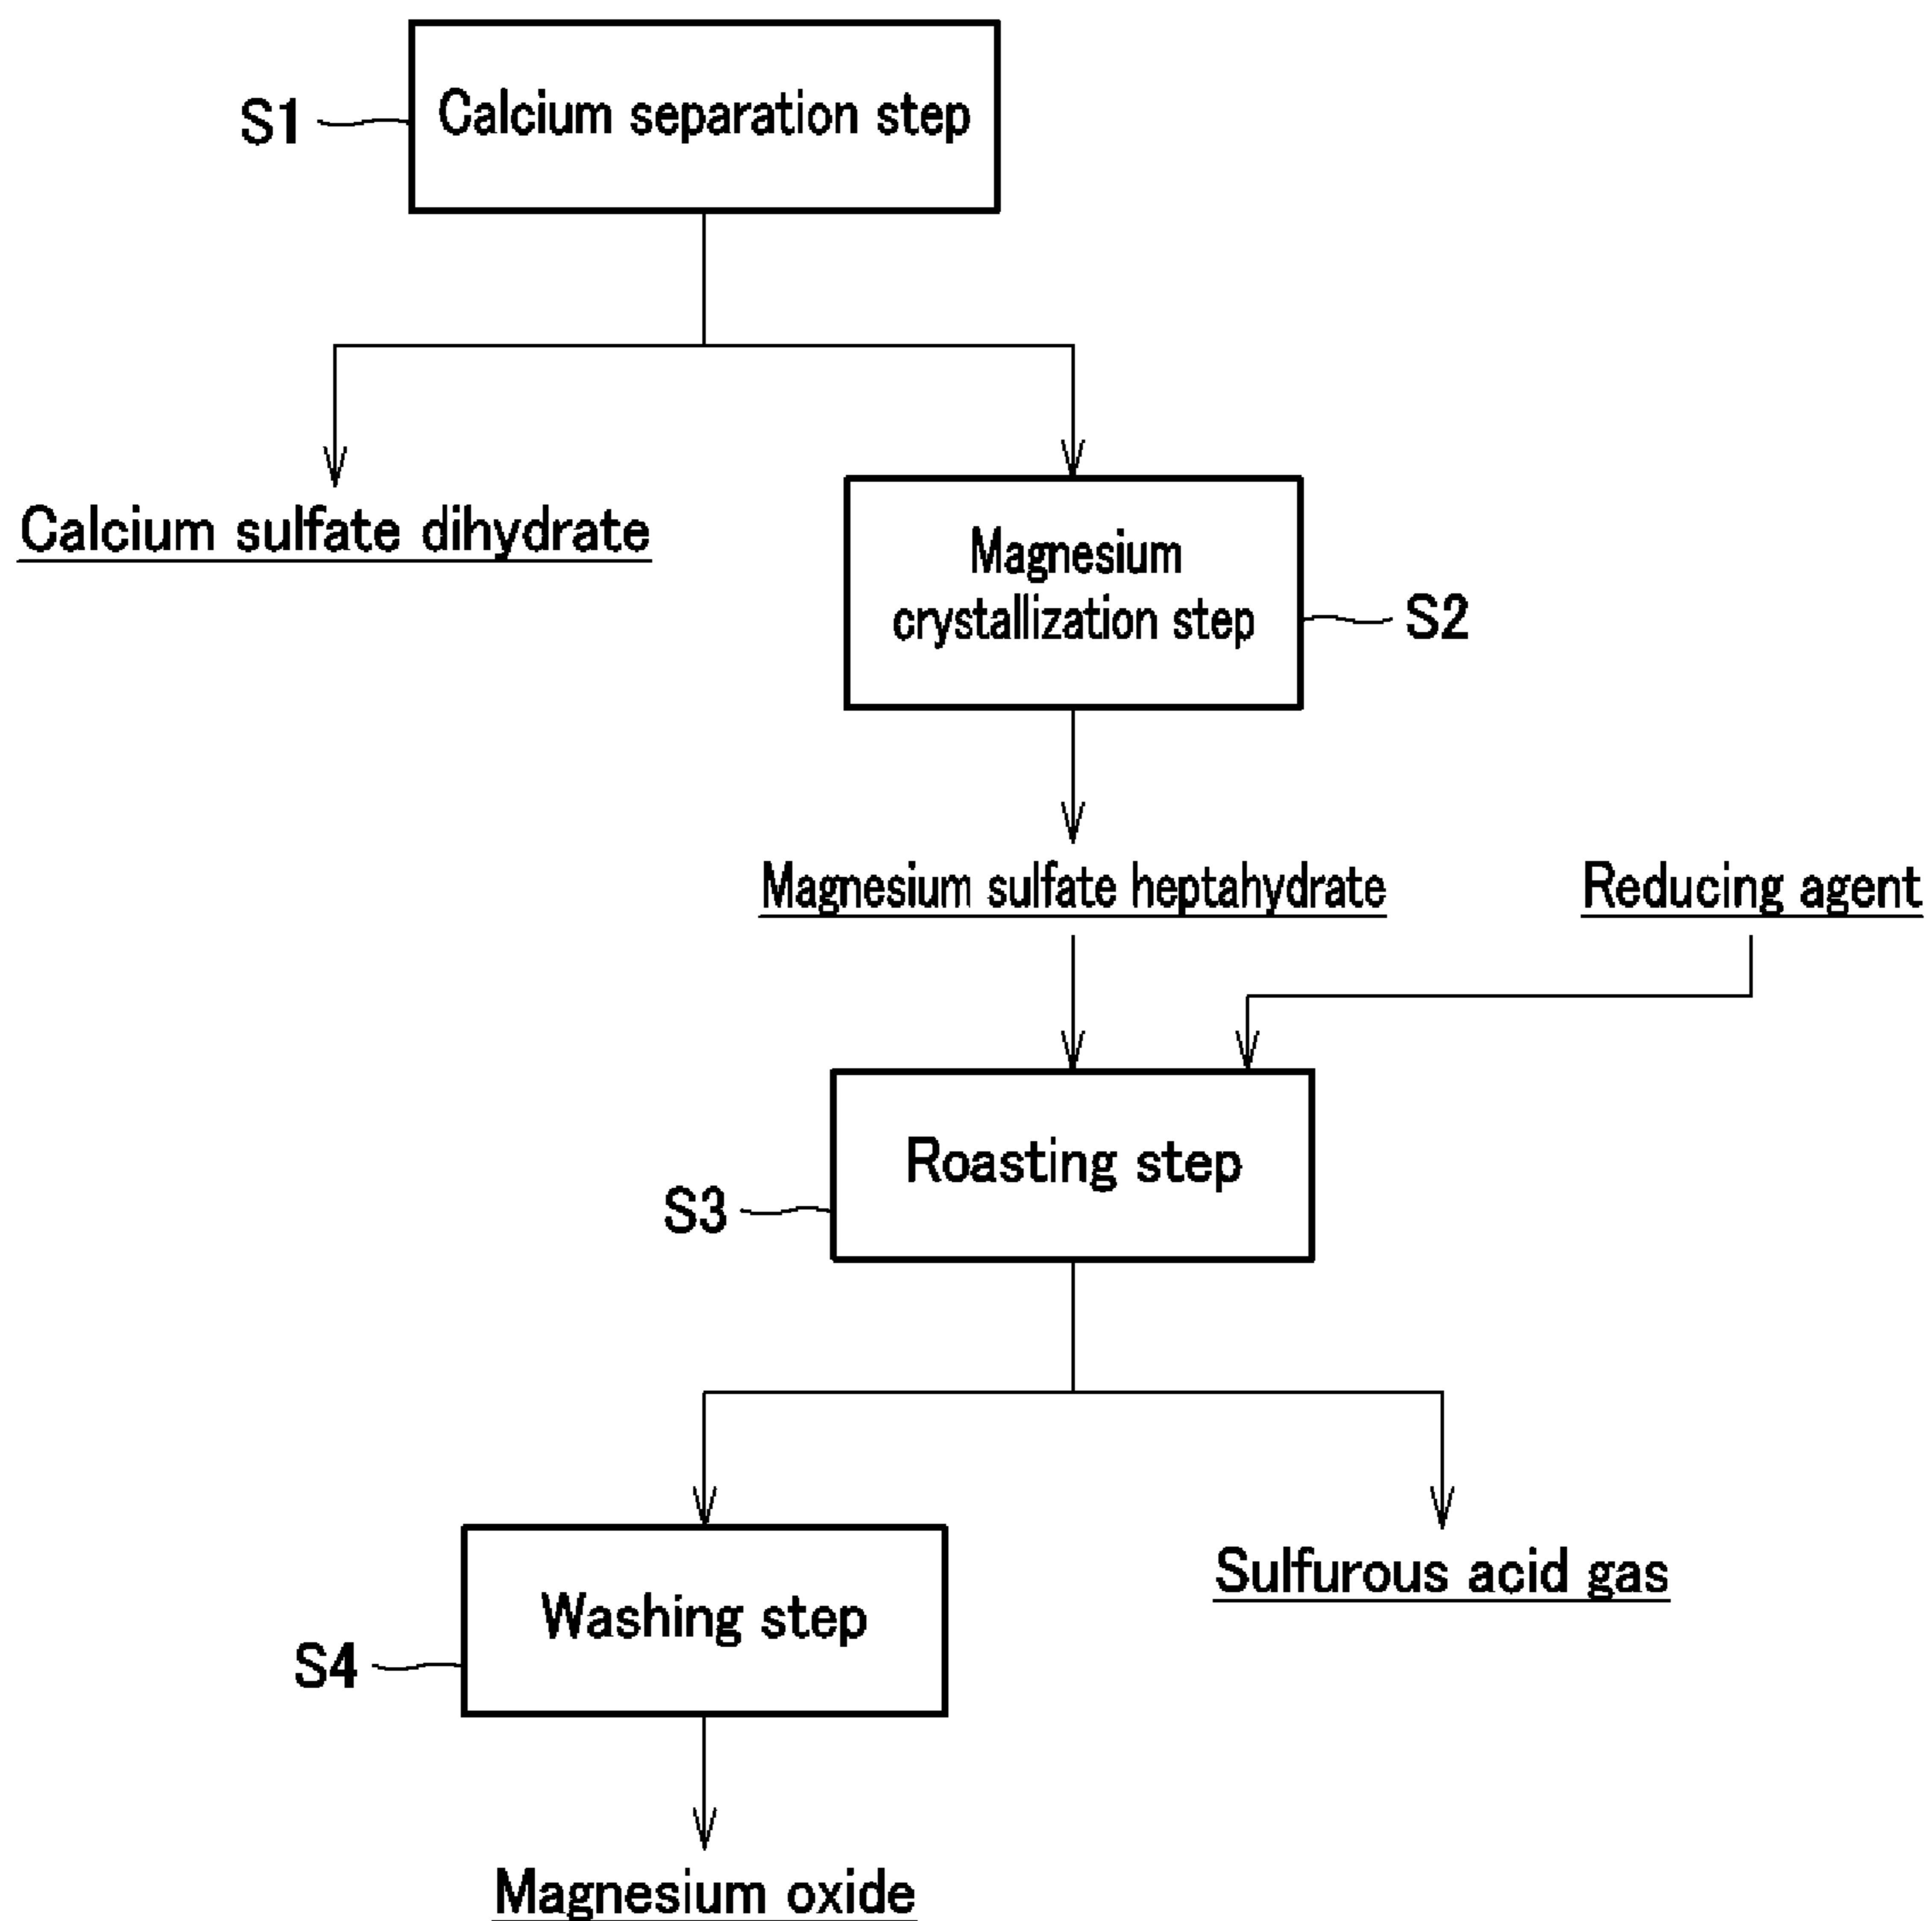 S1
Calcium separation step
Calcium sulfate dihydrate
Magnesium
crystallization step
S2
Magnesium sulfate heptahydrate
Reducing agent
Roasting step
S3
Sulfurous acid gas
Washing step
S4
Magnesium oxide